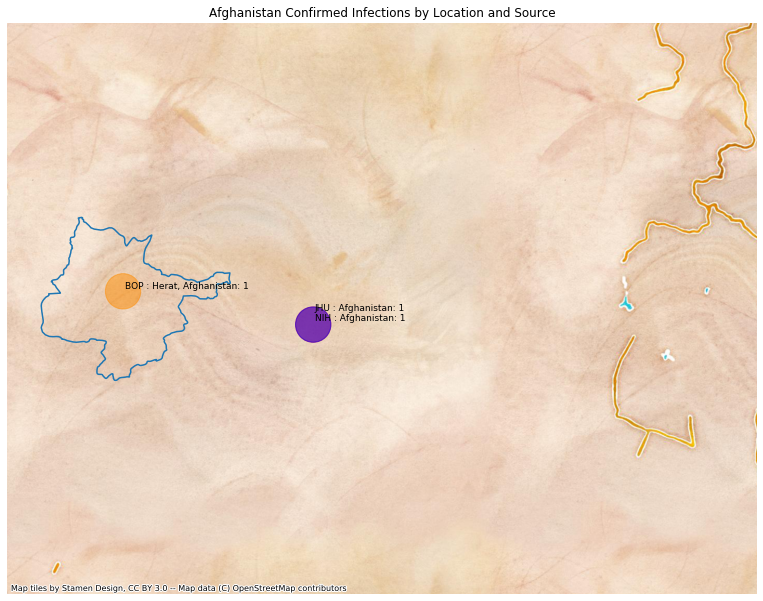 Afghanistan Confirmed Infections by Location and Source
BOP : Herat, Afghanistan: 1
JHU : Afghanistan: 1
NIH : Afghanistan: 1
Map tiles by Stamen Design, CC BY 3.0 -- Map data (C) OpenStreetMap contributors